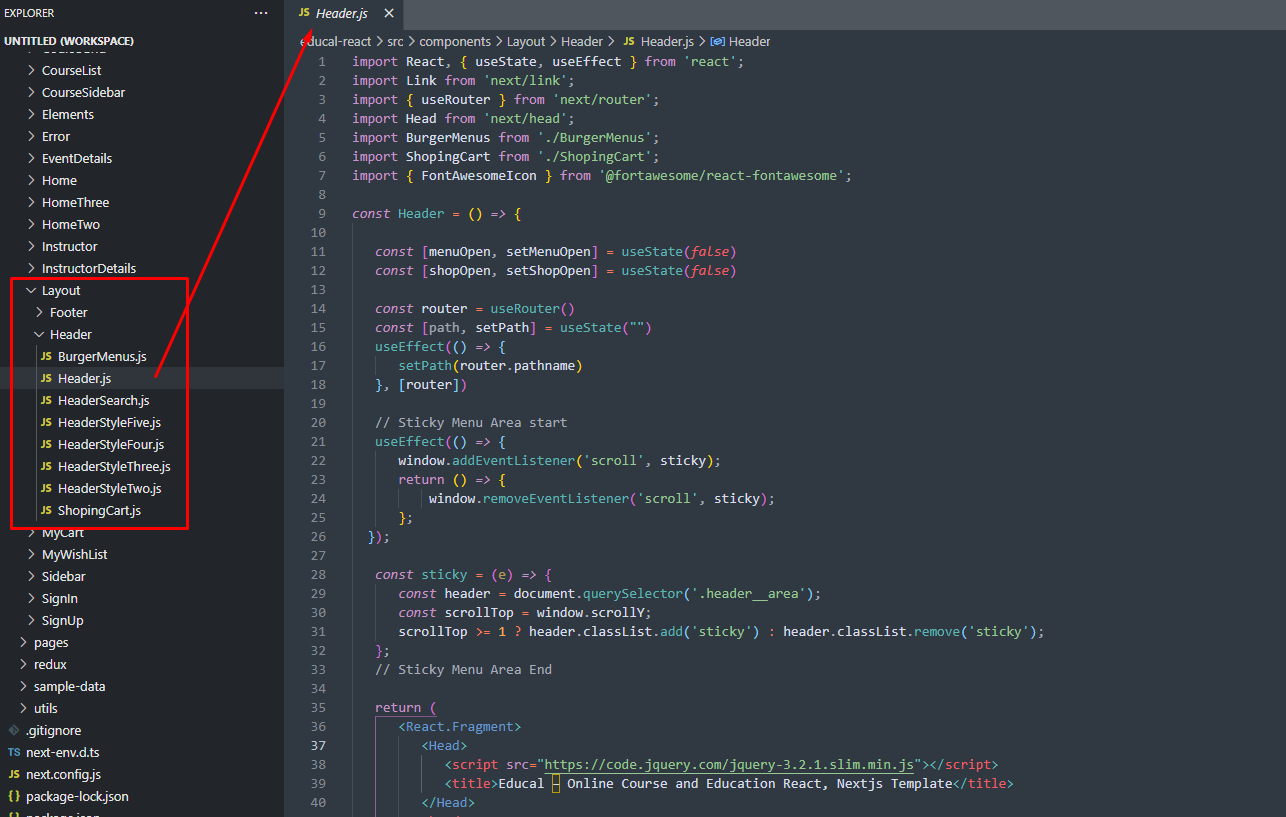 EXPLORER
···
UNTITLED (WORKSPACE)
CourseList
CourseSidebar
Elements
Error
EventDetails
Home
HomeThree
HomeTwo
Instructor
InstructorDetails
Layout
Footer
Header
JS BurgerMenus.js
JS Header.js
JS HeaderSearch.js
JS HeaderStyleFive.js
JS HeaderStyleFour.js
JS HeaderStyleThree.js
JS HeaderStyleTwo.js
JS ShopingCart.js
MyCart
MyWishList
Sidebar
SignIn
SignUp
pages
redux
sample-data
utils
.gitignore
TS next-env.d.ts
JS next.config.js
{} package-lock.json
JS Header.js ×
educal-react > src > components > Layout > Header > JS Header.js > Header
1 import React, { useState, useEffect } from 'react';
2 import Link from 'next/link';
3 import { useRouter } from 'next/router';
4 import Head from 'next/head';
5 import BurgerMenus from './BurgerMenus';
6 import ShopingCart from './ShopingCart';
7 import { FontAwesomeIcon } from '@fortawesome/react-fontawesome';
8
9 const Header = () => {
10
11 const [menuOpen, setMenuOpen] = useState(false)
12 const [shopOpen, setShopOpen] = useState(false)
13
14 const router = useRouter()
15 const [path, setPath] = useState("")
16 useEffect(() => {
17 setPath(router.pathname)
18 }, [router])
19
20 // Sticky Menu Area start
21 useEffect(() => {
22 window.addEventListener('scroll', sticky);
23 return () => {
24 window.removeEventListener('scroll', sticky);
25 };
26 });
27
28 const sticky = (e) => {
29 const header = document.querySelector('.header__area');
30 const scrollTop = window.scrollY;
31 scrollTop >= 1 ? header.classList.add('sticky') : header.classList.remove('sticky');
32 };
33 // Sticky Menu Area End
34
35 return (
36 <React.Fragment>
37 <Head>
38 <script src="https://code.jquery.com/jquery-3.2.1.slim.min.js"></script>
39 <title>Educal – Online Course and Education React, Nextjs Template</title>
40 </Head>